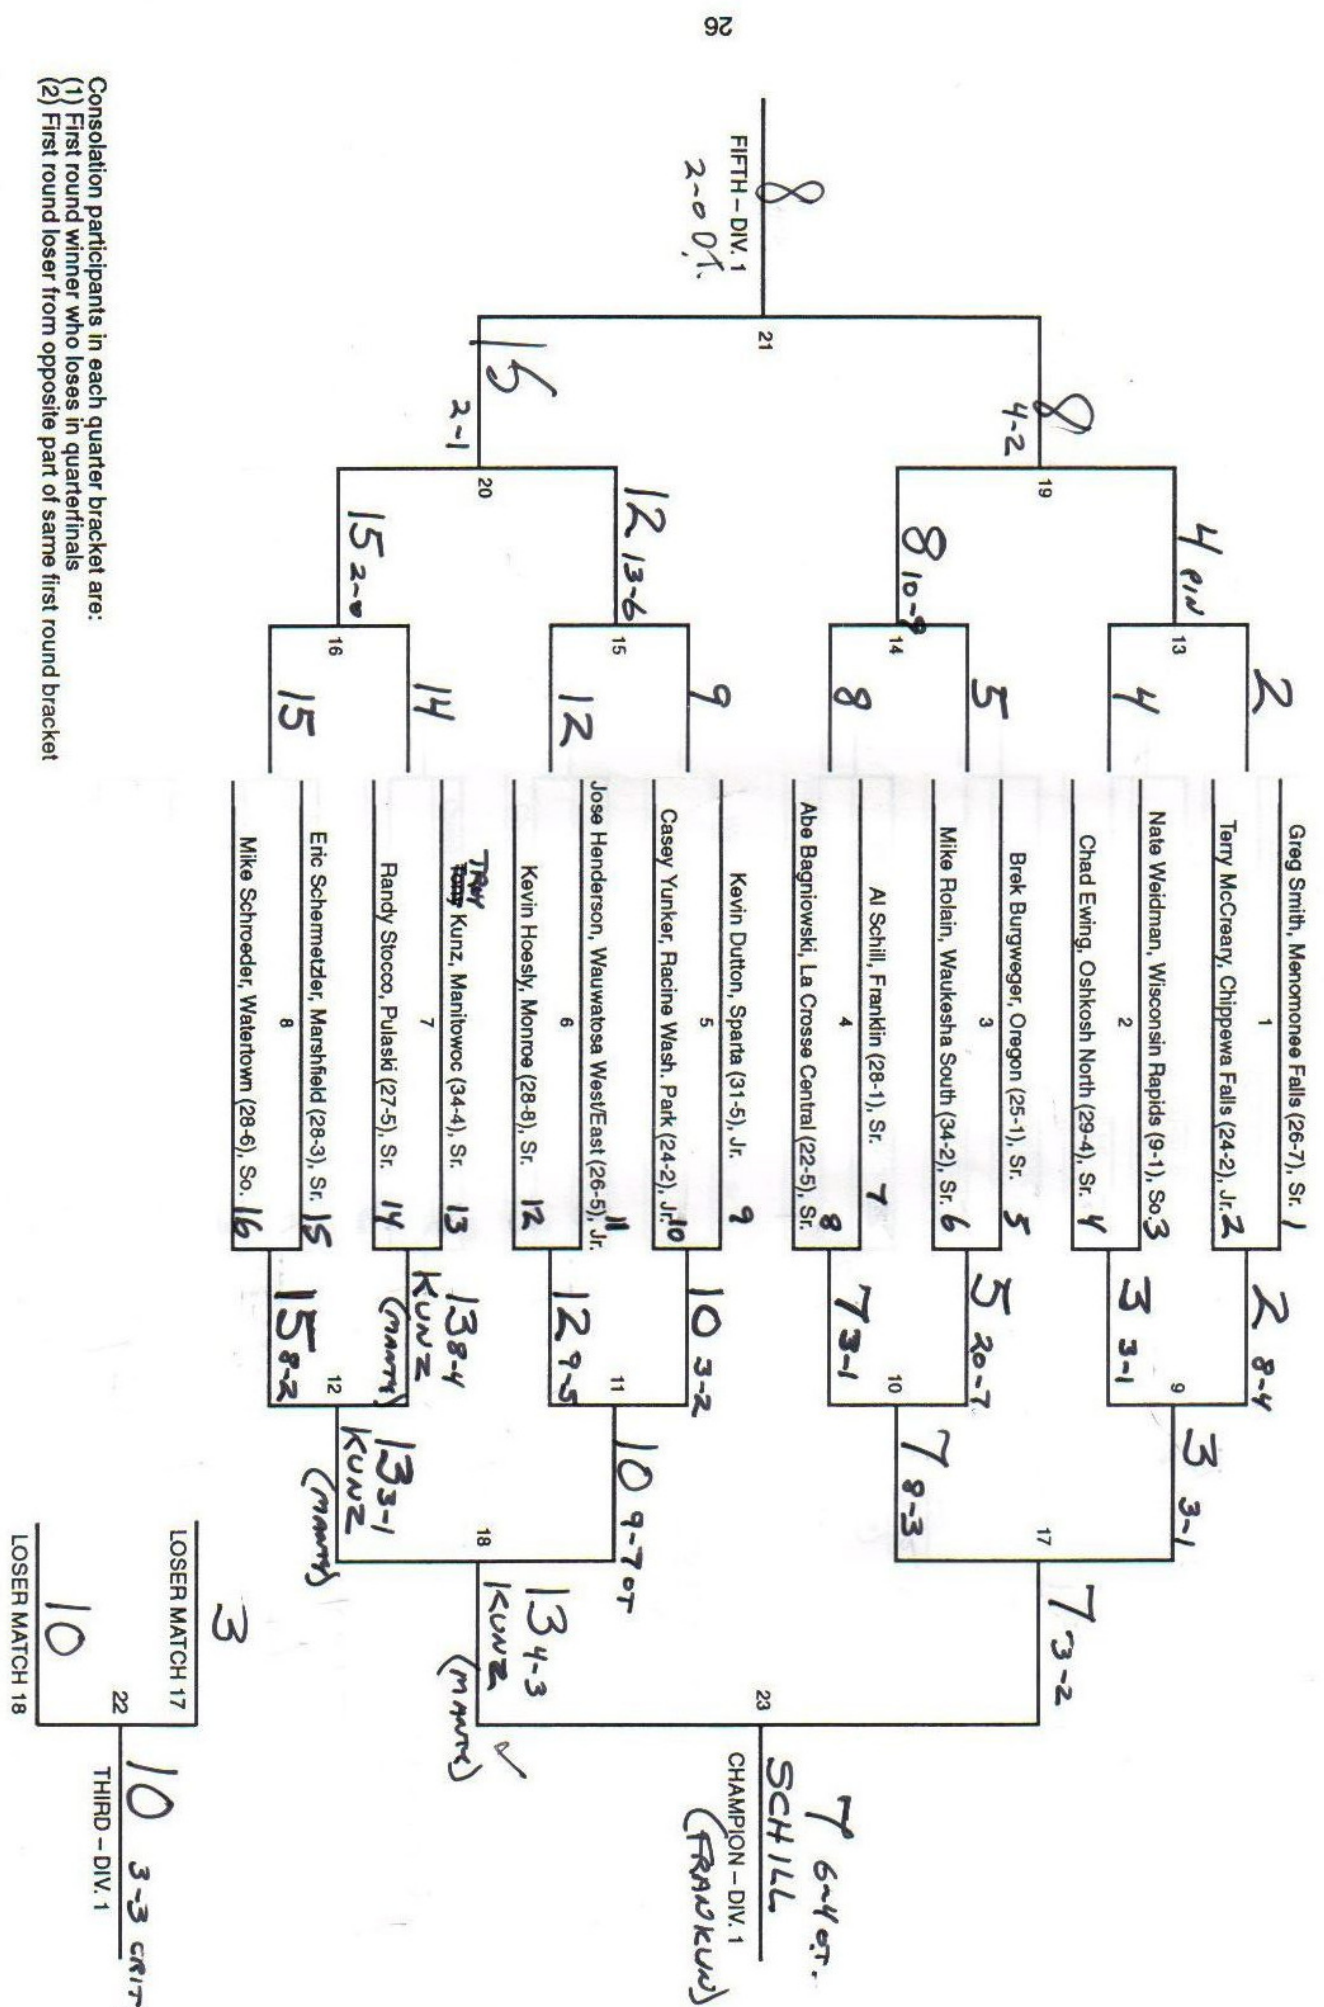 26
Greg Smith, Menomonee Falls (26-7), Sr. 1
1
Terry McCreary, Chippewa Falls (24-2), Jr. 2
Nate Weidman, Wisconsin Rapids (9-1), So. 3
2
Chad Ewing, Oshkosh North (29-4), Sr. 4
Brek Burgweger, Oregon (25-1), Sr. 5
3
Mike Rolain, Waukesha South (34-2), Sr. 6
Al Schill, Franklin (28-1), Sr. 7
4
Abe Bagniowski, La Crosse Central (22-5), Sr. 8
Kevin Dutton, Sparta (31-5), Jr. 9
5
Casey Yunker, Racine Wash. Park (24-2), Jr. 10
Jose Henderson, Wauwatosa West/East (26-5), Jr. 11
6
Kevin Hoesly, Monroe (28-8), Sr. 12
TROY Kunz, Manitowoc (34-4), Sr. 13
7
Randy Stocco, Pulaski (27-5), Sr. 14
Eric Schermetzler, Marshfield (28-3), Sr. 15
8
Mike Schroeder, Watertown (28-6), So. 16
2 8-4
9
3 3-1
5 20-7
10
7 3-1
10 3-2
11
12 9-5
13 8-4
KUNZ
(MANTY)
12
15 8-2
3 3-1
17
7 8-3
10 9-7 OT
18
13 3-1
KUNZ
(MANTY)
7 3-2
23
13 4-3
KUNZ
(MANTY)
7 6-4 OT.
SCHILL
CHAMPION – DIV. 1
(FRANKLIN)
2
13
4
5
14
8
9
15
12
14
16
15
4 PIN
19
8 10-9
12 13-6
20
15 2-0
8
4-2
21
15
2-1
8
FIFTH – DIV. 1
2-0 O.T.
3
LOSER MATCH 17
22
10
LOSER MATCH 18
10 3-3 CRIT
THIRD – DIV. 1
Consolation participants in each quarter bracket are:
(1) First round winner who loses in quarterfinals
(2) First round loser from opposite part of same first round bracket